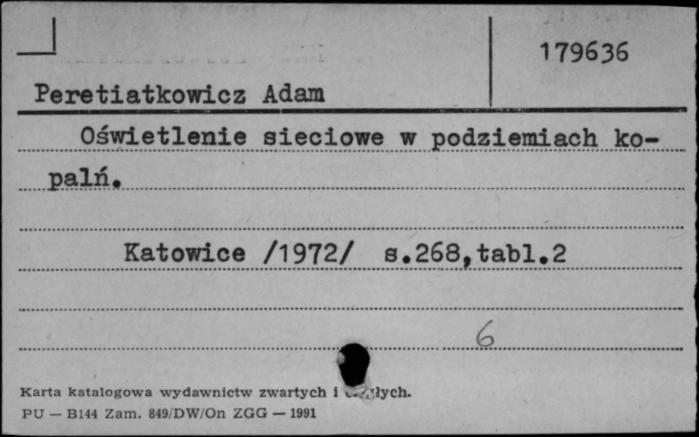 179636
Peretiatkowicz Adam
Oświetlenie sieciowe w podziemiach ko-
palń.
Katowice /1972/ s.268,tabl.2
6
Karta katalogowa wydawnictw zwartych i
PU — B144 Zam. 849/DW/On ZGG — 1991